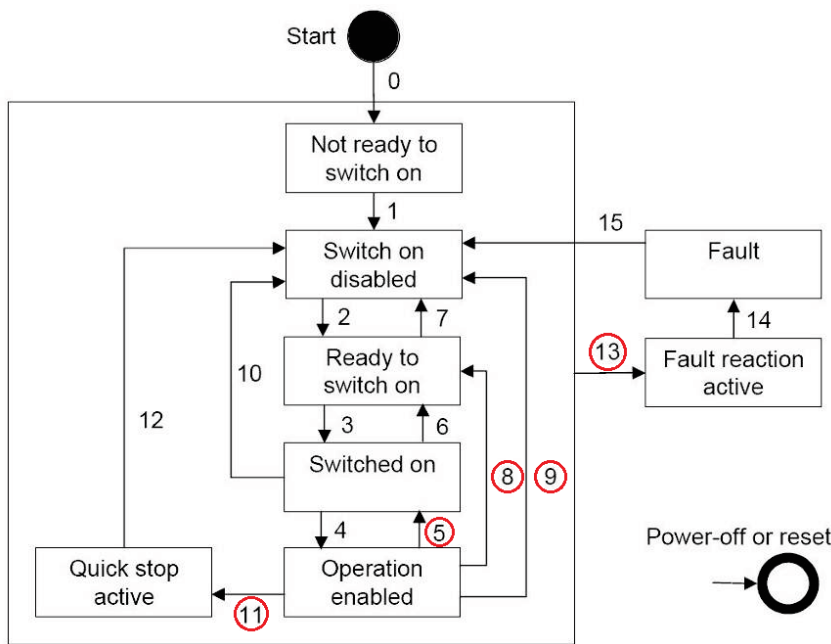 Start
0
Not ready to
switch on
1
15
Switch on
disabled
Fault
2
7
14
13
Ready to
switch on
Fault reaction
active
10
12
3
6
8
9
Switched on
4
5
Power-off or reset
Quick stop
active
Operation
enabled
11